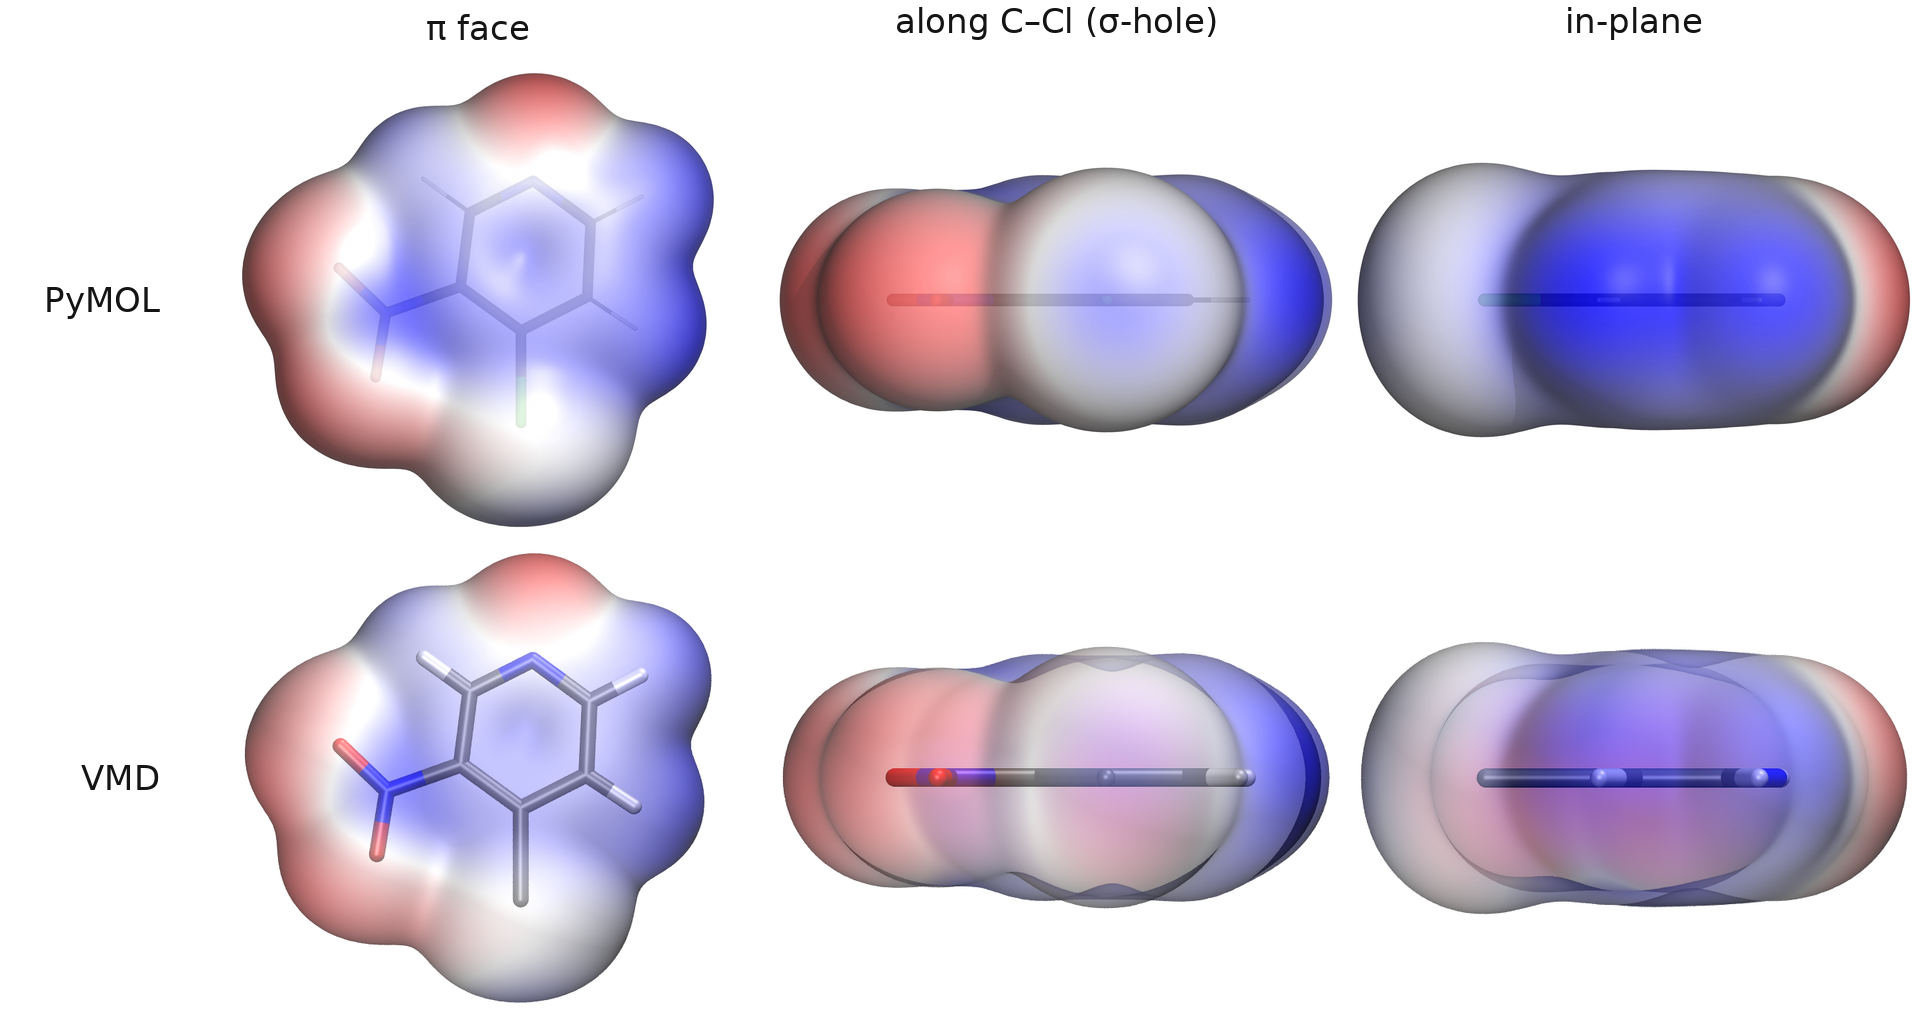 π face
along C–Cl (σ-hole)
in-plane
PyMOL
VMD